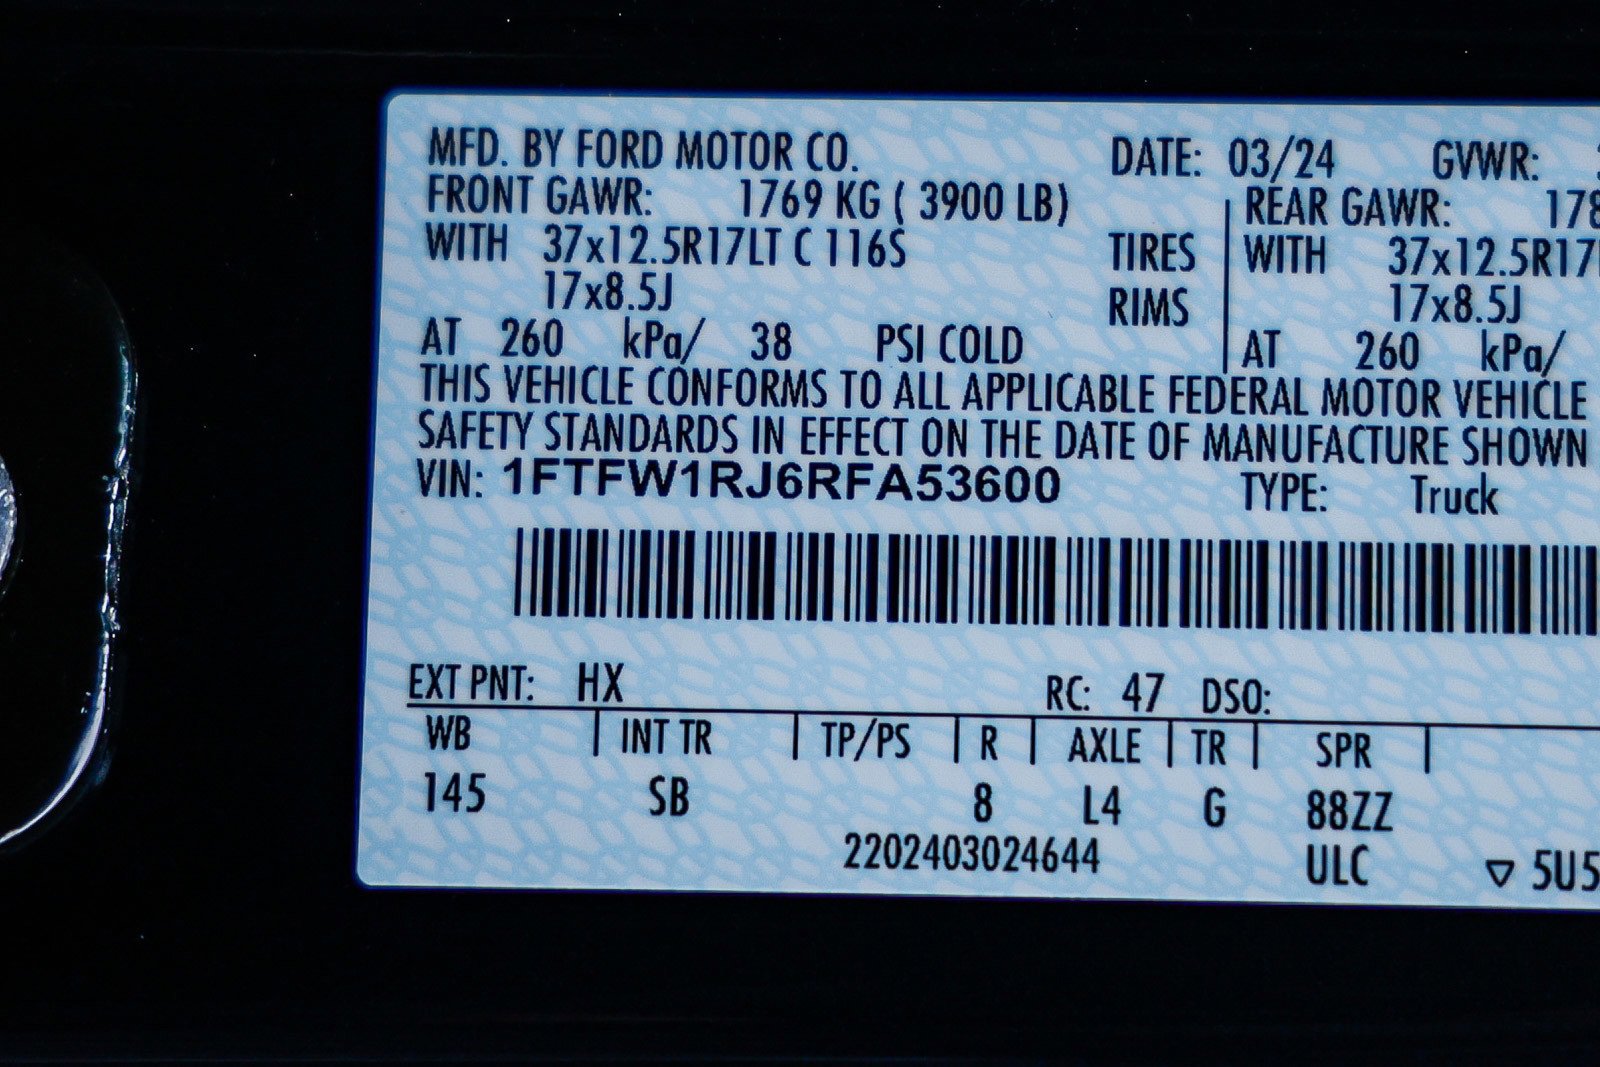 MFD. BY FORD MOTOR CO. DATE: 03/24 GVWR:
FRONT GAWR: 1769 KG ( 3900 LB) REAR GAWR: 178
WITH 37x12.5R17LT C 116S TIRES WITH 37x12.5R17
17x8.5J RIMS 17x8.5J
AT 260 kPa/ 38 PSI COLD AT 260 kPa/
THIS VEHICLE CONFORMS TO ALL APPLICABLE FEDERAL MOTOR VEHICLE
SAFETY STANDARDS IN EFFECT ON THE DATE OF MANUFACTURE SHOWN
VIN: 1FTFW1RJ6RFA53600 TYPE: Truck
EXT PNT: HX RC: 47 DSO:
WB INT TR TP/PS R AXLE TR SPR
145 SB 8 L4 G 88ZZ
2202403024644 ULC ▽ 5U5